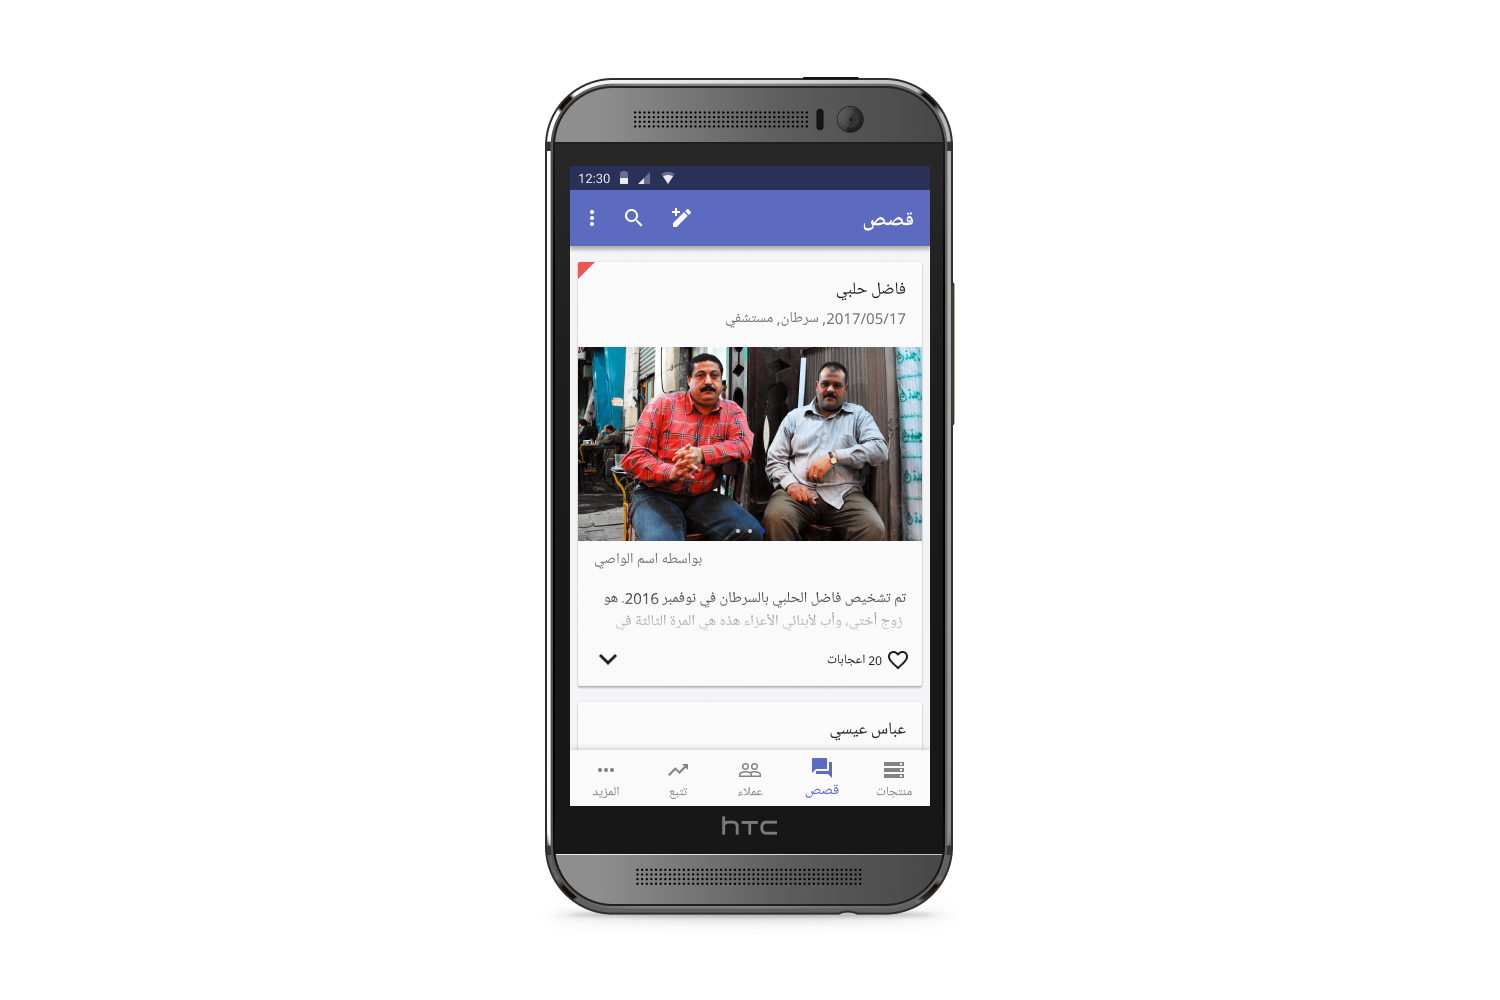 12:30
قصص
فاضل حلبي
2017/05/17, سرطان, مستشفي
بواسطه اسم الواصي
تم تشخيص فاضل الحلبي بالسرطان في نوفمبر 2016. هو
زوج أختي، وأب لأبنائي الأعزاء هذه هي المرة الثالثة في
20 اعجابات
عباس عيسي
منتجات
قصص
عملاء
تتبع
المزيد
hTC